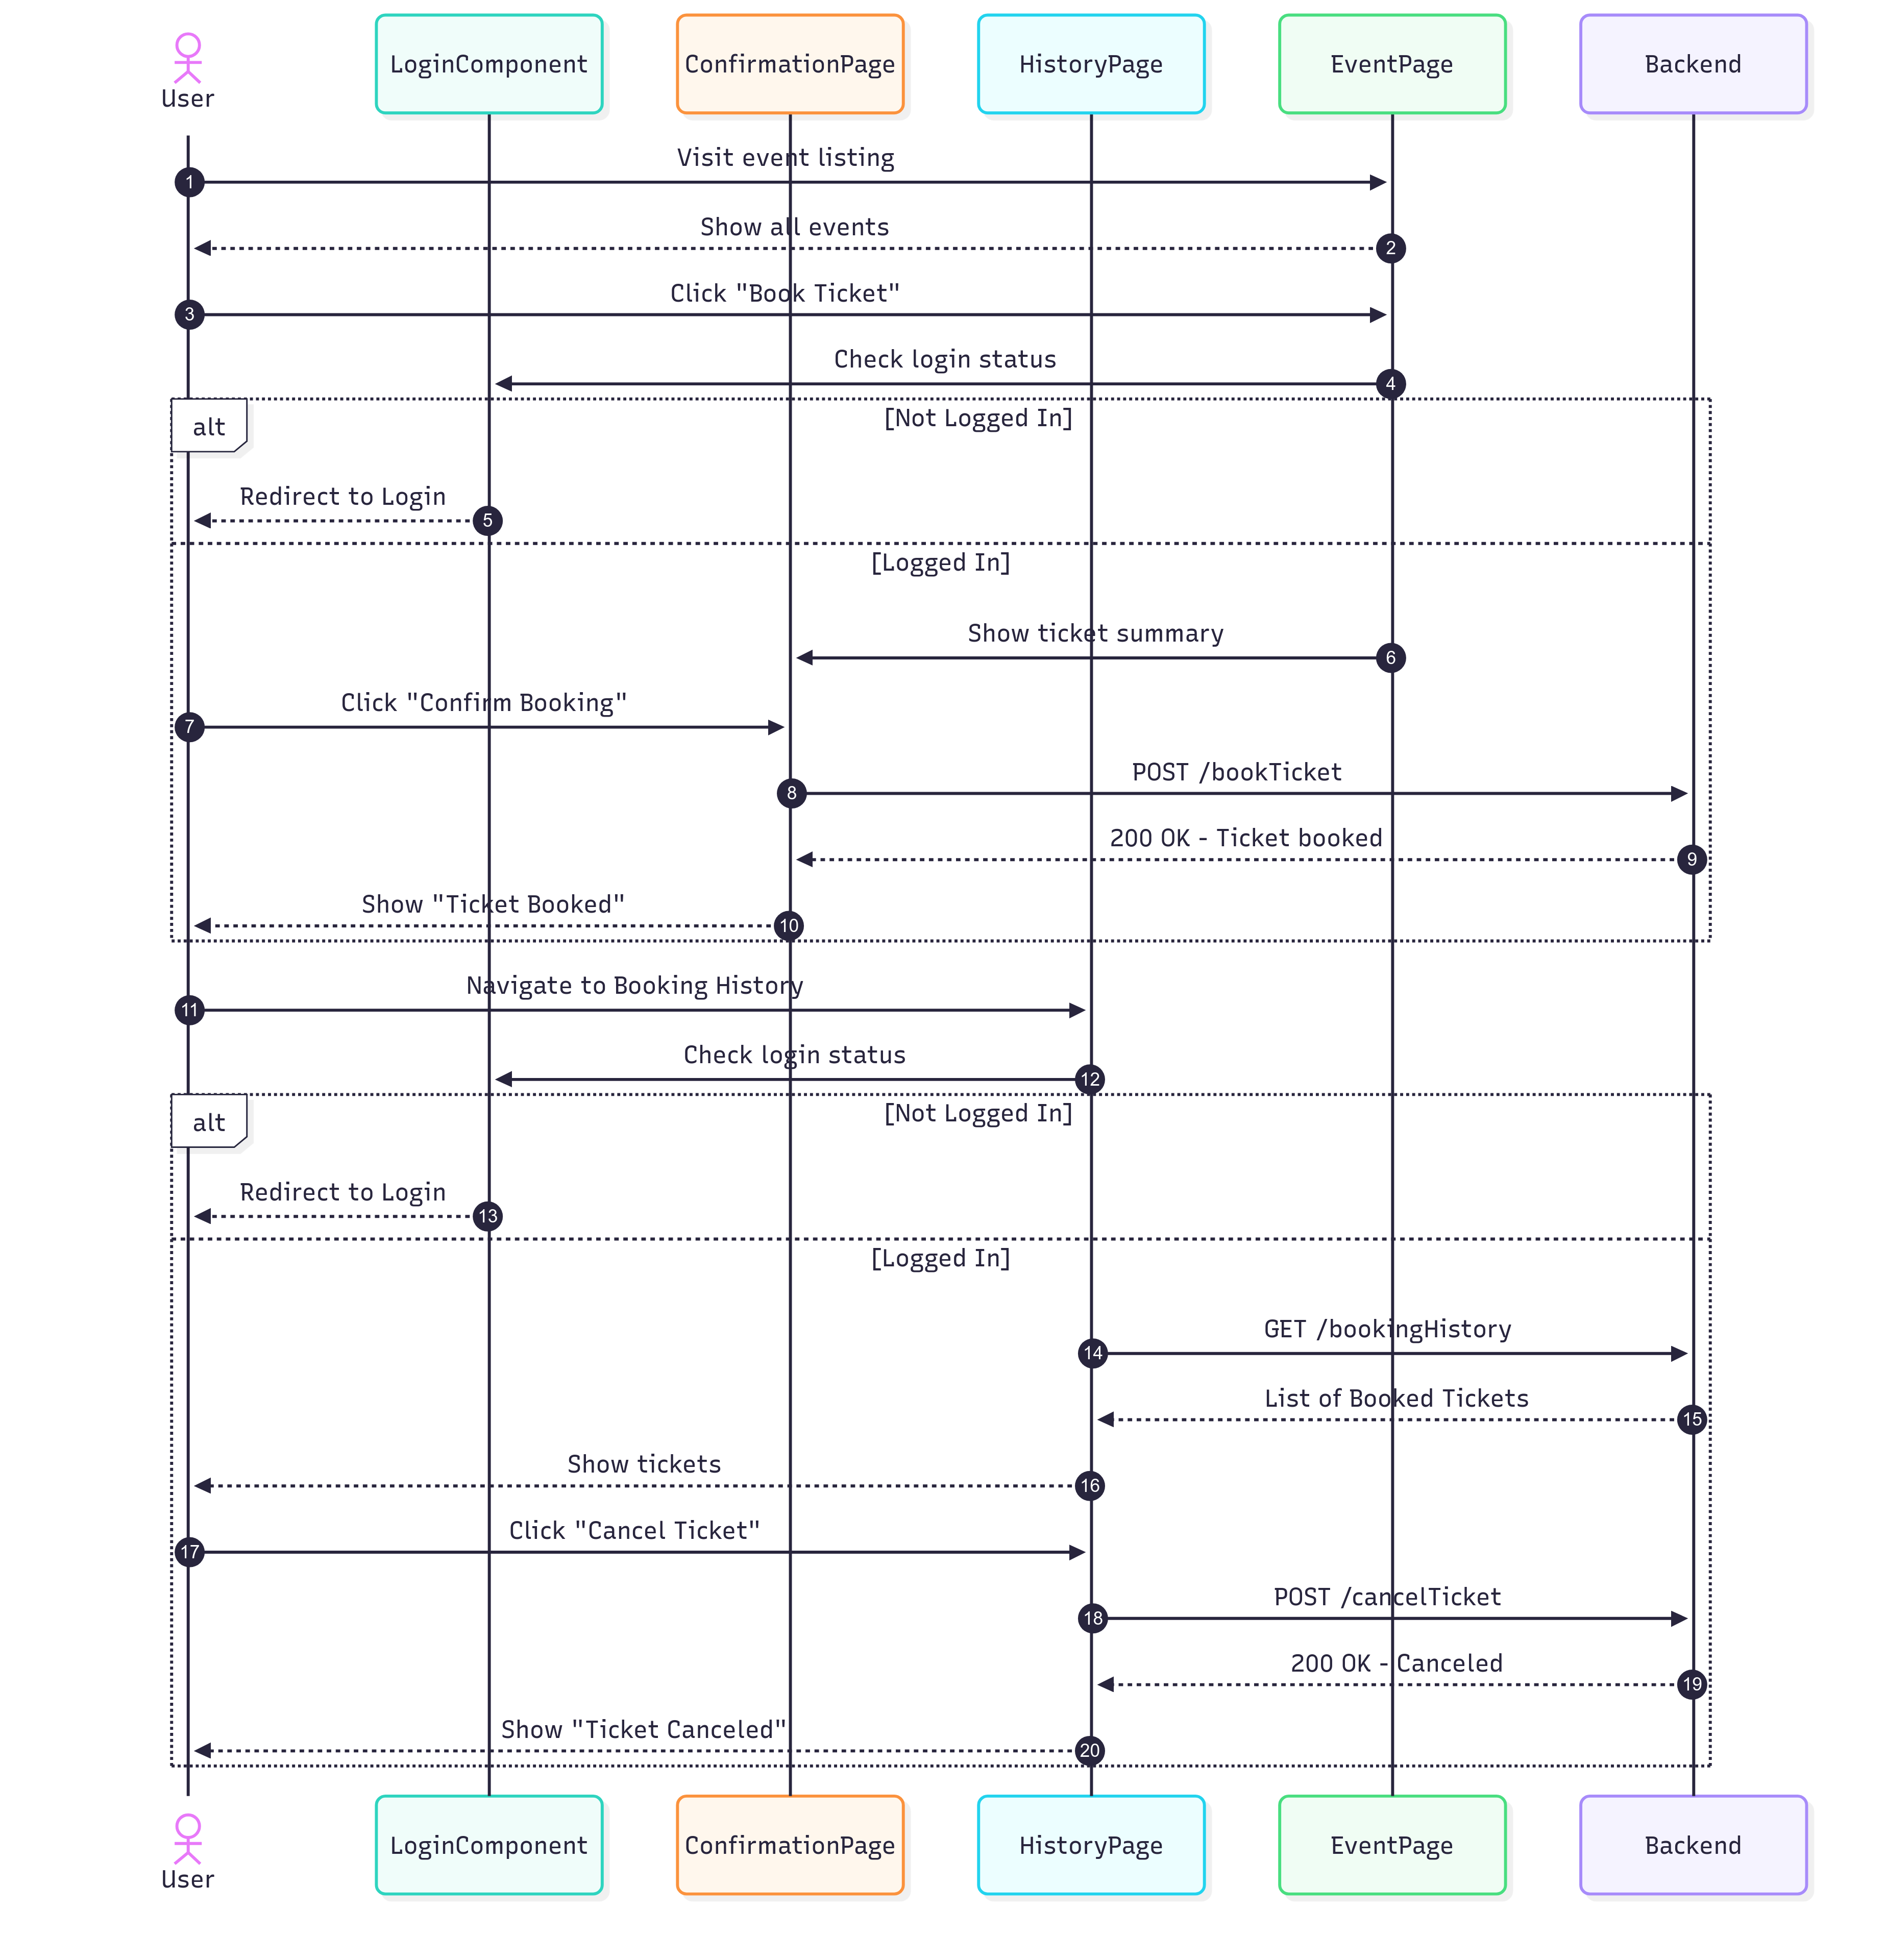 User
LoginComponent
ConfirmationPage
HistoryPage
EventPage
Backend
Visit event listing
1
Show all events
2
Click "Book Ticket"
3
Check login status
4
alt
[Not Logged In]
Redirect to Login
5
[Logged In]
Show ticket summary
6
Click "Confirm Booking"
7
POST /bookTicket
8
200 OK - Ticket booked
9
Show "Ticket Booked"
10
Navigate to Booking History
11
Check login status
12
alt
[Not Logged In]
Redirect to Login
13
[Logged In]
GET /bookingHistory
14
List of Booked Tickets
15
Show tickets
16
Click "Cancel Ticket"
17
POST /cancelTicket
18
200 OK - Canceled
19
Show "Ticket Canceled"
20
User
LoginComponent
ConfirmationPage
HistoryPage
EventPage
Backend